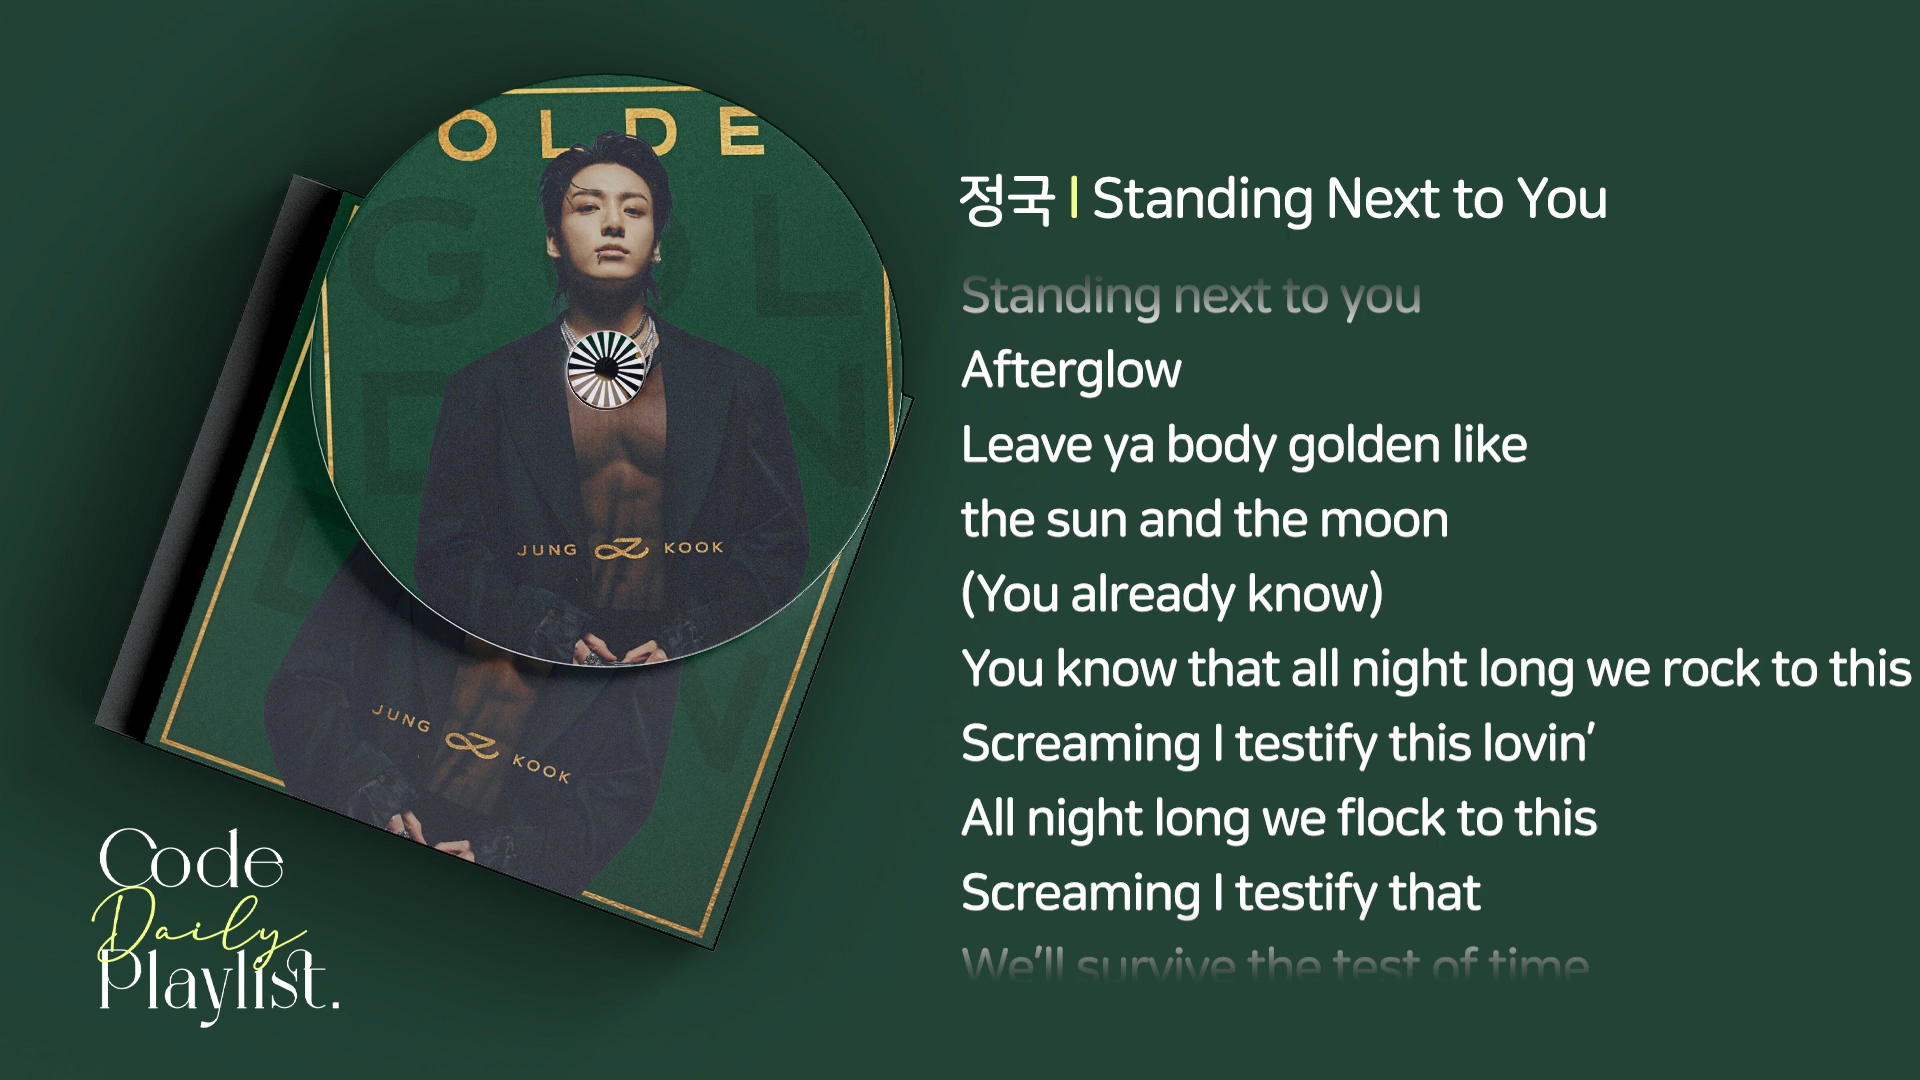 OLDE
GOL
DEN
JUNG KOOK
JUNG KOOK
Code
Daily
Playlist.
정국 | Standing Next to You
Standing next to you
Afterglow
Leave ya body golden like
the sun and the moon
(You already know)
You know that all night long we rock to this
Screaming I testify this lovin’
All night long we flock to this
Screaming I testify that
We’ll survive the test of time